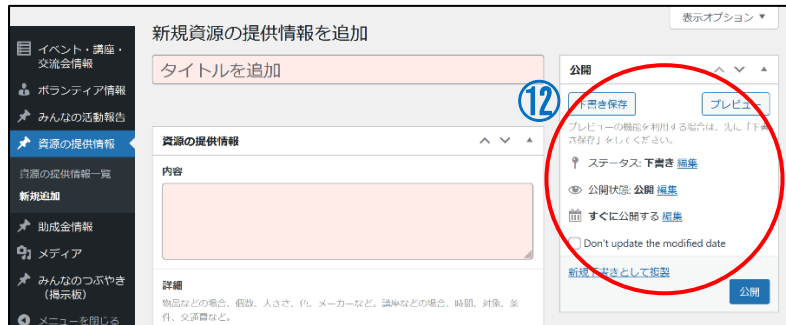 表示オプション ▼
新規資源の提供情報を追加
イベント・講座・
交流会情報
ボランティア情報
みんなの活動報告
資源の提供情報
資源の提供情報一覧
新規追加
助成金情報
メディア
みんなのつぶやき
(掲示板)
メニューを閉じる
タイトルを追加
資源の提供情報
内容
詳細
物品などの場合、個数、大きさ、色、メーカーなど。講座などの場合、時間、対象、条
件、交通費など。
⑫
公開
下書き保存
プレビュー
プレビューの機能を利用する場合は、先に「下書
き保存」をしてください。
ステータス: 下書き 編集
公開状態: 公開 編集
すぐに公開する 編集
Don't update the modified date
新規下書きとして複製
公開